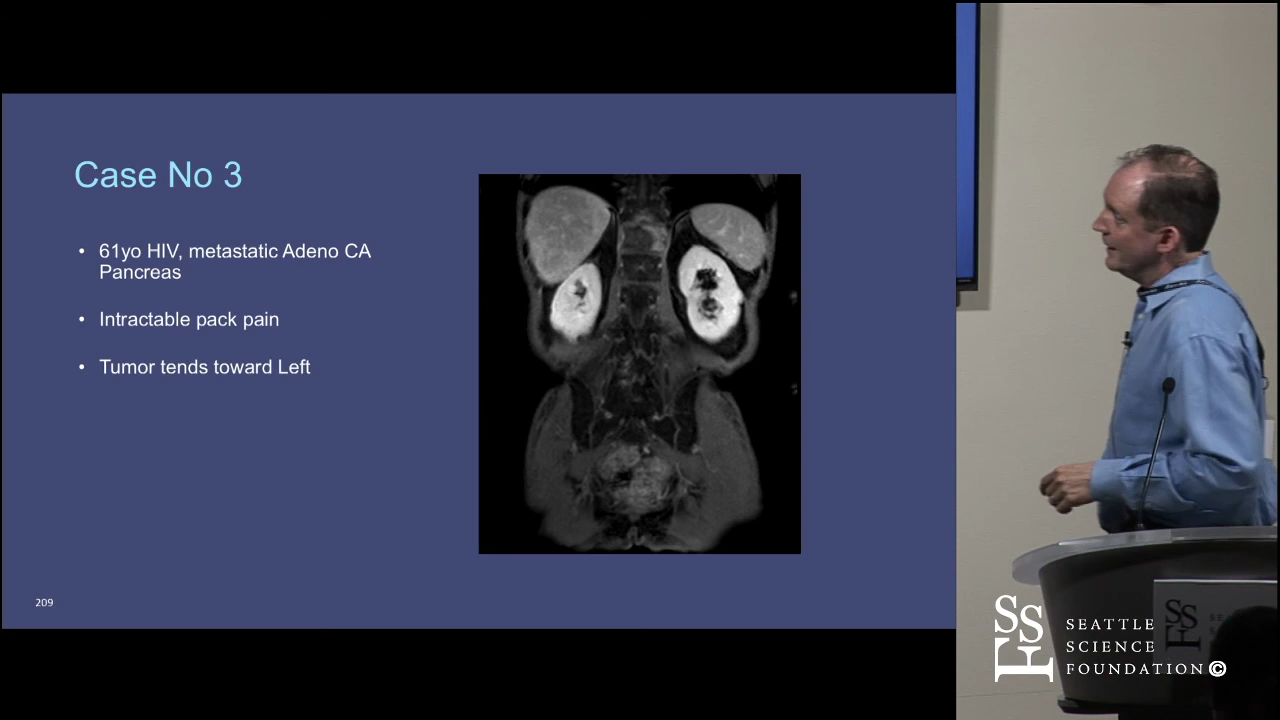 Case No 3
• 61yo HIV, metastatic Adeno CA
Pancreas
• Intractable pack pain
• Tumor tends toward Left
209
SSF
SEATTLE
SCIENCE
FOUNDATION©